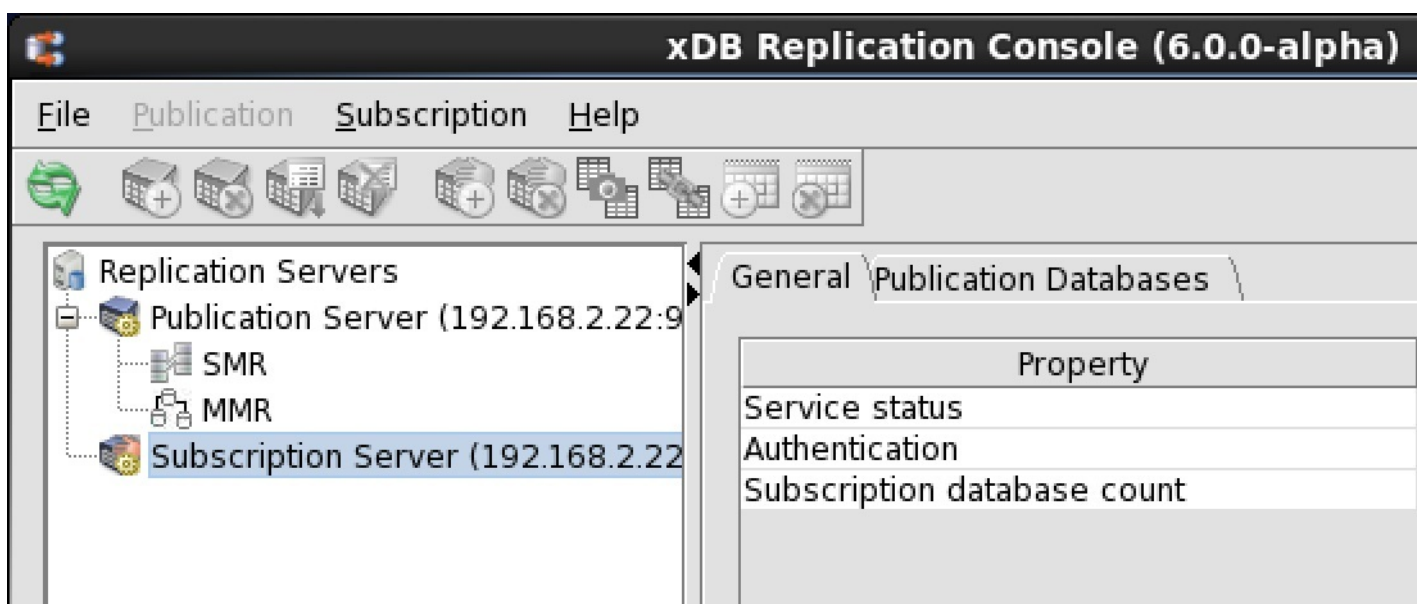 xDB Replication Console (6.0.0-alpha)
File Publication Subscription Help
Replication Servers
Publication Server (192.168.2.22:9
SMR
MMR
Subscription Server (192.168.2.22
General Publication Databases
Property
Service status
Authentication
Subscription database count